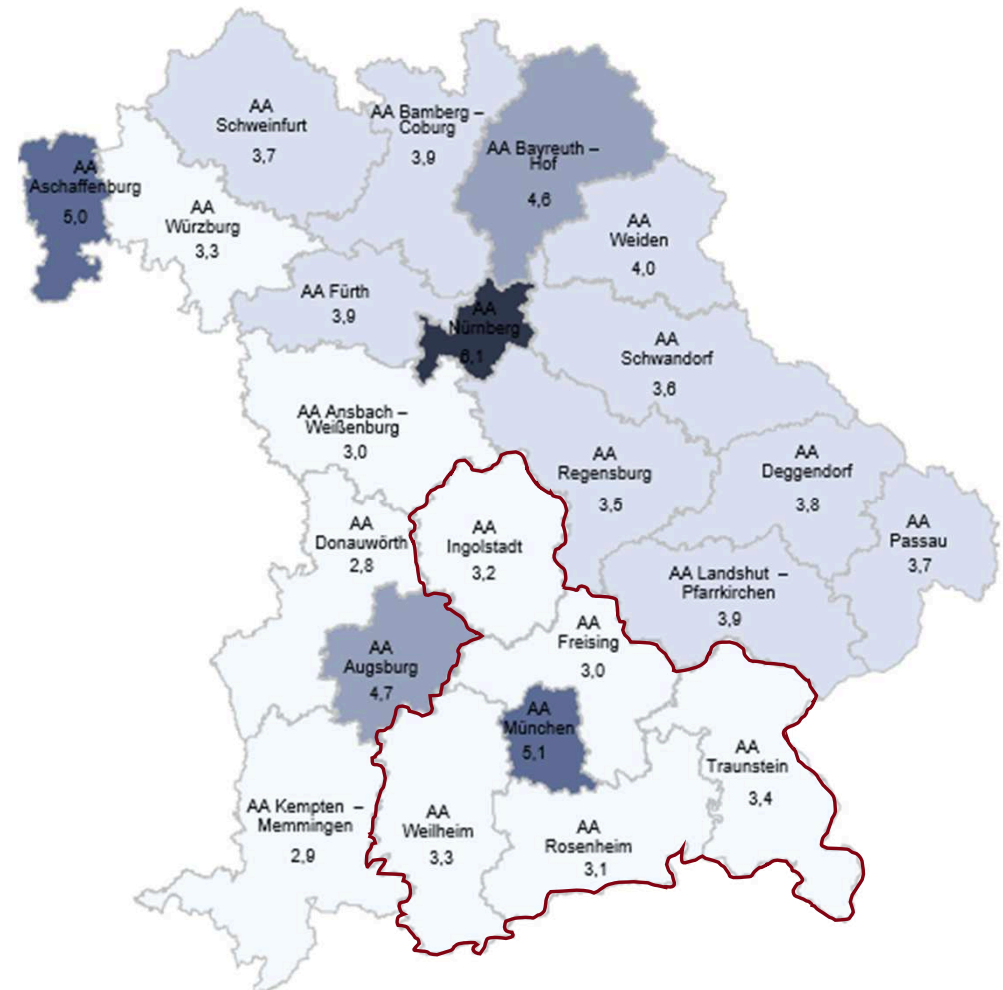 AA
Schweinfurt
3,7
AA Bamberg –
Coburg
3,9
AA Bayreuth –
Hof
4,6
AA
Aschaffenburg
5,0
AA
Würzburg
3,3
AA
Weiden
4,0
AA Fürth
3,9
AA
Nürnberg
6,1
AA
Schwandorf
3,6
AA Ansbach –
Weißenburg
3,0
AA
Regensburg
3,5
AA
Deggendorf
3,8
AA
Donauwörth
2,8
AA
Ingolstadt
3,2
AA
Passau
3,7
AA Landshut –
Pfarrkirchen
3,9
AA
Freising
3,0
AA
Augsburg
4,7
AA
München
5,1
AA
Traunstein
3,4
AA Kempten –
Memmingen
2,9
AA
Weilheim
3,3
AA
Rosenheim
3,1